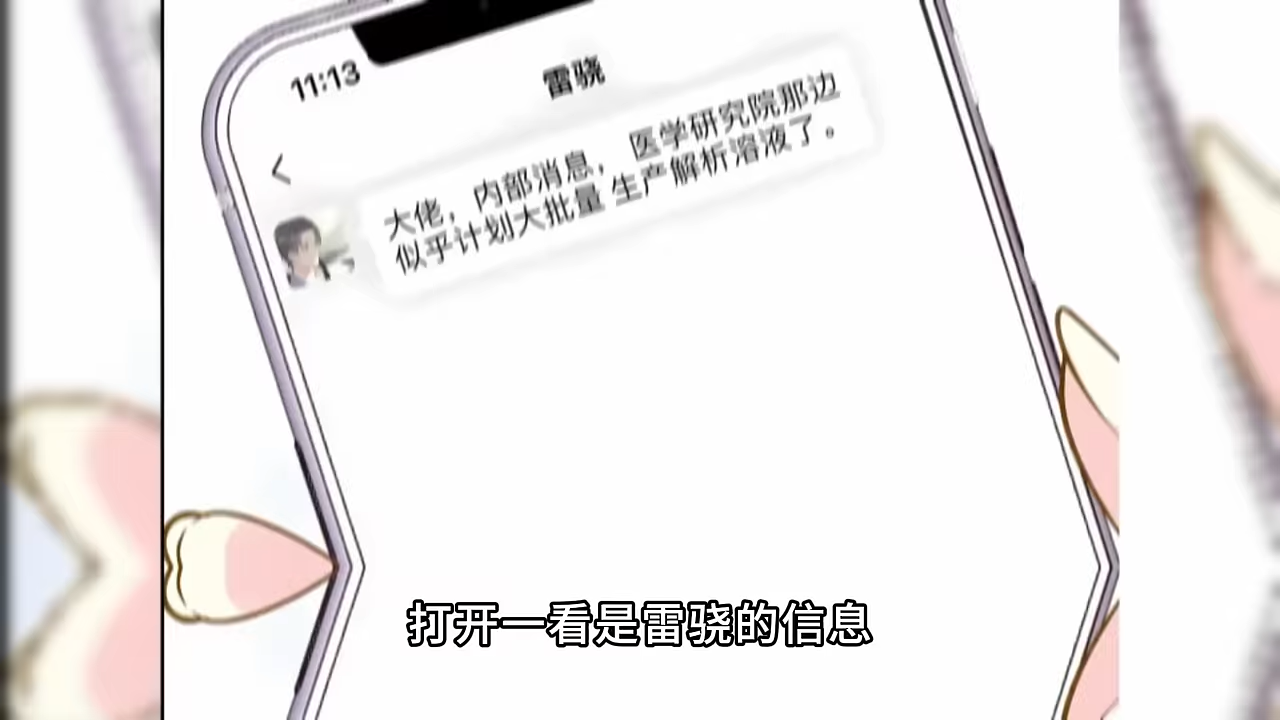 11:13
雷骁
大佬，内部消息， 医学研究院那边
似乎计划大批量 生产解析溶液了。
打开一看是雷骁的信息